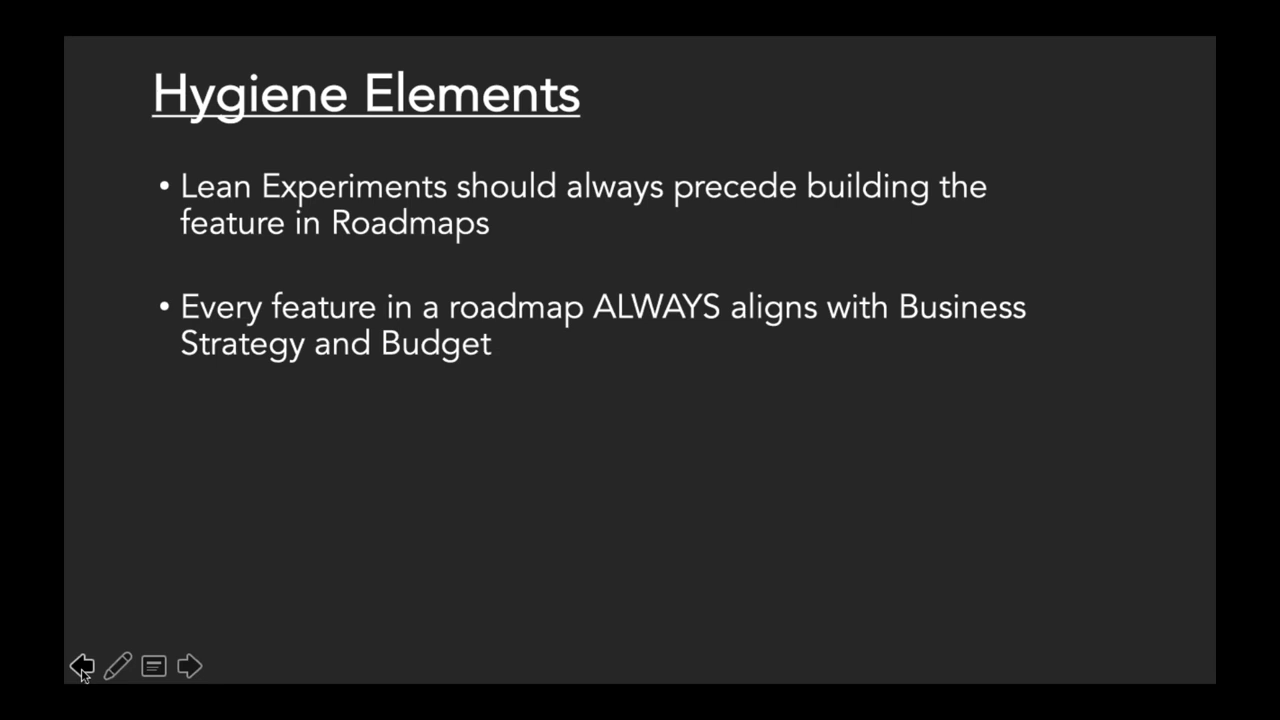 Hygiene Elements
• Lean Experiments should always precede building the
feature in Roadmaps
• Every feature in a roadmap ALWAYS aligns with Business
Strategy and Budget